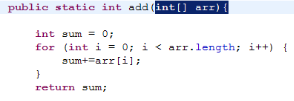 public static int add(int[] arr){
int sum = 0;
for (int i = 0; i < arr.length; i++) {
sum+=arr[i];
}
return sum;